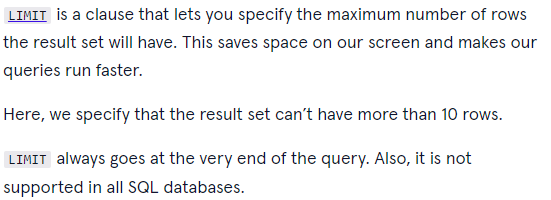 LIMIT is a clause that lets you specify the maximum number of rows
the result set will have. This saves space on our screen and makes our
queries run faster.
Here, we specify that the result set can’t have more than 10 rows.
LIMIT always goes at the very end of the query. Also, it is not
supported in all SQL databases.